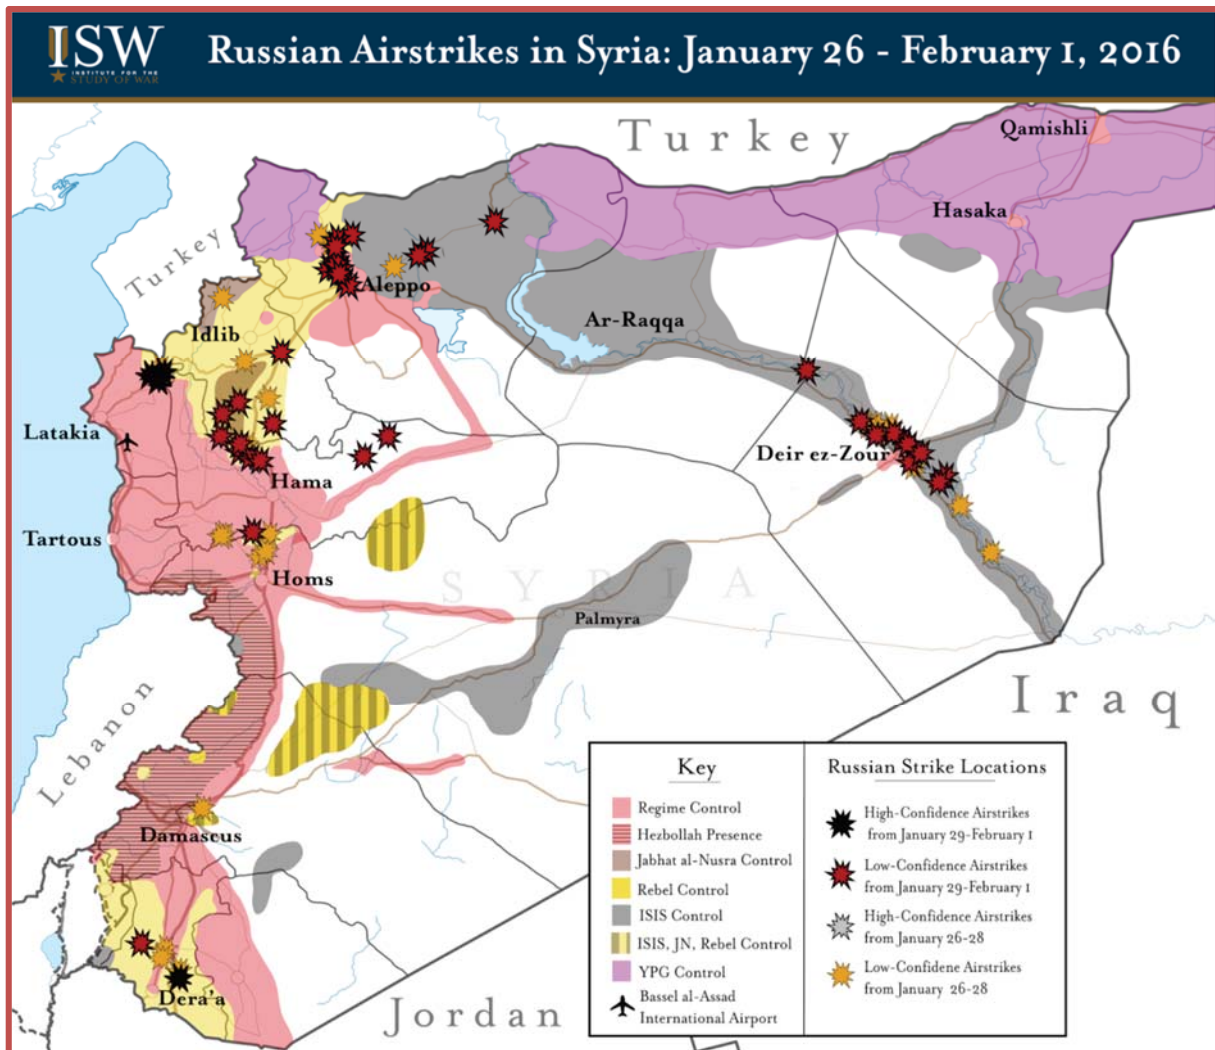 ISW
INSTITUTE FOR THE
STUDY OF WAR
Russian Airstrikes in Syria: January 26 - February 1, 2016
Turkey
Qamishli
Hasaka
Turkey
Aleppo
Idlib
Ar-Raqqa
Latakia
Deir ez-Zour
Hama
Tartous
Homs
SYRIA
Palmyra
Lebanon
Iraq
Damascus
Dera'a
Jordan
Key
Regime Control
Hezbollah Presence
Jabhat al-Nusra Control
Rebel Control
ISIS Control
ISIS, JN, Rebel Control
YPG Control
Bassel al-Assad
International Airport
Russian Strike Locations
High-Confidence Airstrikes
from January 29-February 1
Low-Confidence Airstrikes
from January 29-February 1
High-Confidence Airstrikes
from January 26-28
Low-Confidene Airstrikes
from January 26-28